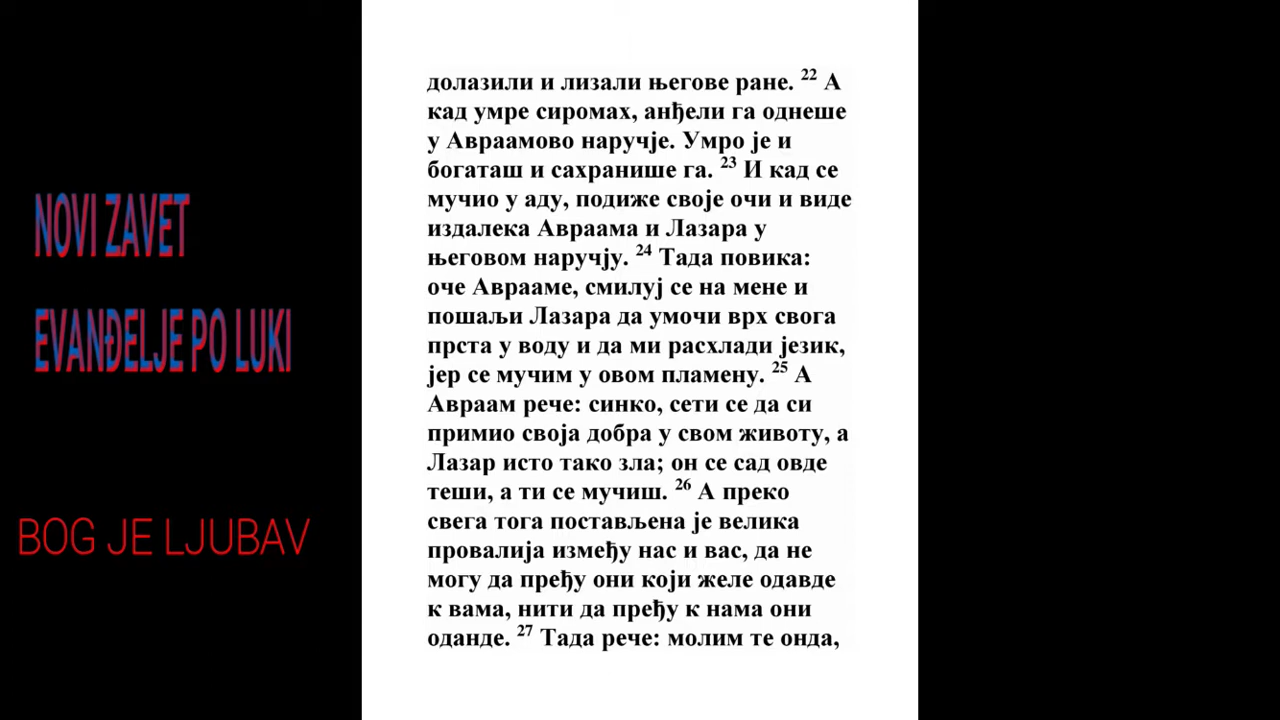 NOVI ZAVET
EVANĐELJE PO LUKI
BOG JE LJUBAV
долазили и лизали његове ране. 22 А
кад умре сиромах, анђели га однеше
у Авраамово наручје. Умро је и
богаташ и сахранише га. 23 И кад се
мучио у аду, подиже своје очи и виде
издалека Авраама и Лазара у
његовом наручју. 24 Тада повика:
оче Аврааме, смилуј се на мене и
пошаљи Лазара да умочи врх свога
прста у воду и да ми расхлади језик,
јер се мучим у овом пламену. 25 А
Авраам рече: синко, сети се да си
примио своја добра у свом животу, а
Лазар исто тако зла; он се сад овде
теши, а ти се мучиш. 26 А преко
свега тога постављена је велика
провалија између нас и вас, да не
могу да пређу они који желе одавде
к вама, нити да пређу к нама они
оданде. 27 Тада рече: молим те онда,